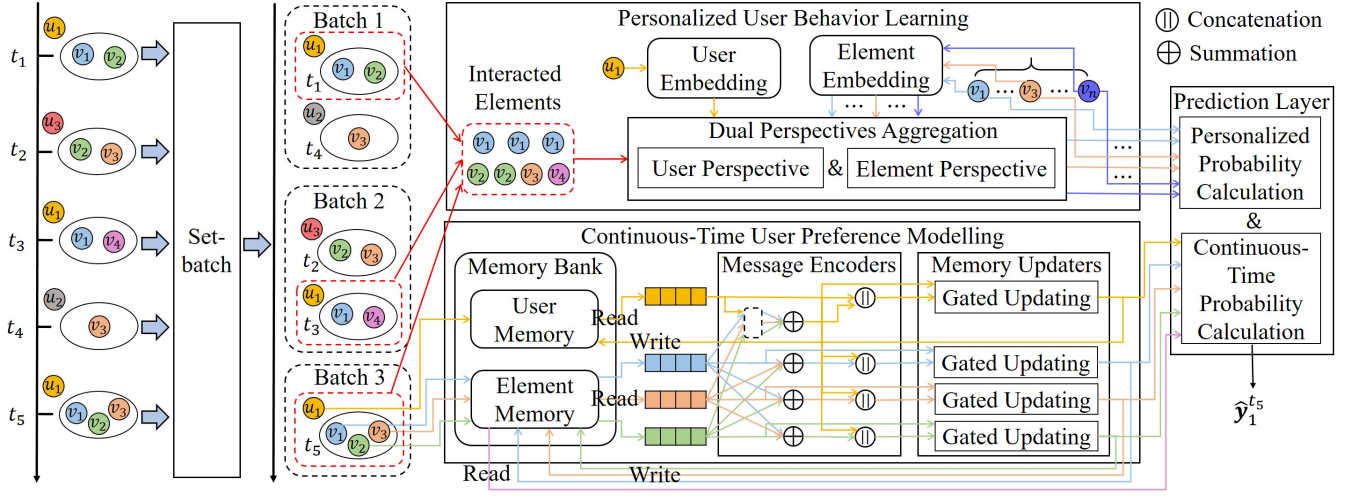 u1
t1
v1 v2
u3
t2
v2 v3
u1
t3
v1 v4
u2
t4
v3
u1
t5
v1 v2 v3
Set-
batch
Batch 1
u1
t1
v1 v2
u2
t4
v3
Batch 2
u3
t2
v2 v3
u1
t3
v1 v4
Batch 3
u1
t5
v1 v2 v3
Interacted
Elements
v1 v1 v1
v2 v2 v3 v4
Personalized User Behavior Learning
u1
User
Embedding
Element
Embedding
v1 ... v3 ... vn
... ...
Dual Perspectives Aggregation
User Perspective & Element Perspective
...
...
Continuous-Time User Preference Modelling
Memory Bank
User
Memory
Element
Memory
Read
Write
Read
Read
Write
Message Encoders
||
||
||
||
Memory Updaters
Gated Updating
Gated Updating
Gated Updating
Gated Updating
|| Concatenation
⊕ Summation
Prediction Layer
Personalized
Probability
Calculation
&
Continuous-
Time
Probability
Calculation
ŷ1^t5